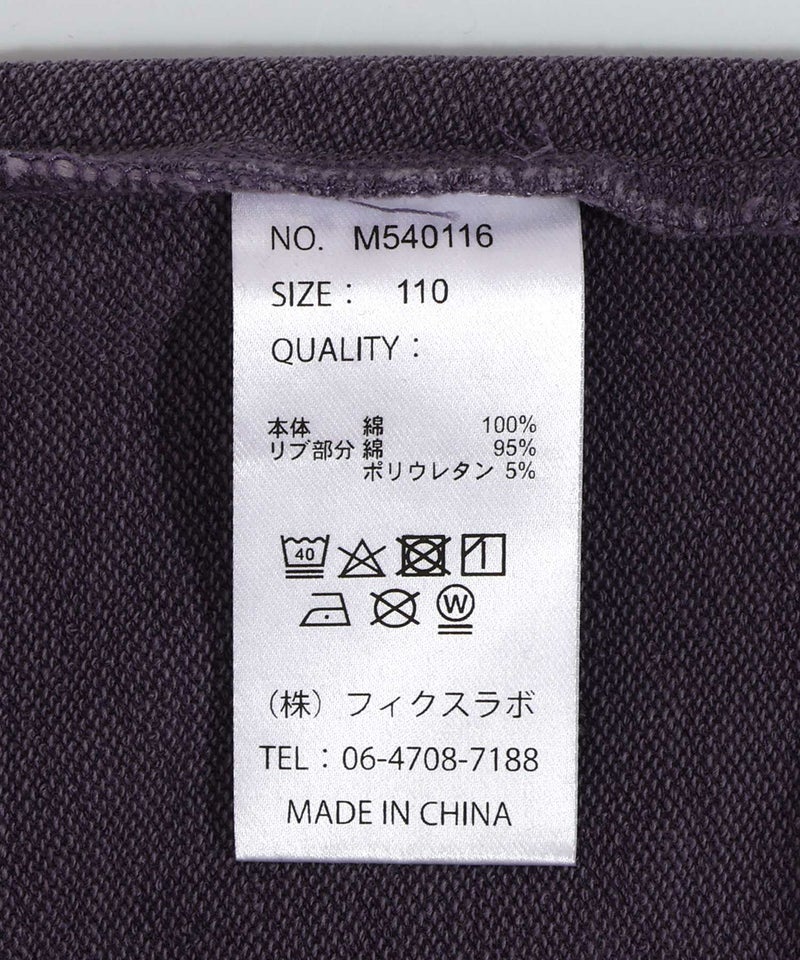 NO. M540116
SIZE： 110
QUALITY：
本体 綿 100%
リブ部分 綿 95%
ポリウレタン 5%
40
W
（株）フィクスラボ
TEL：06-4708-7188
MADE IN CHINA